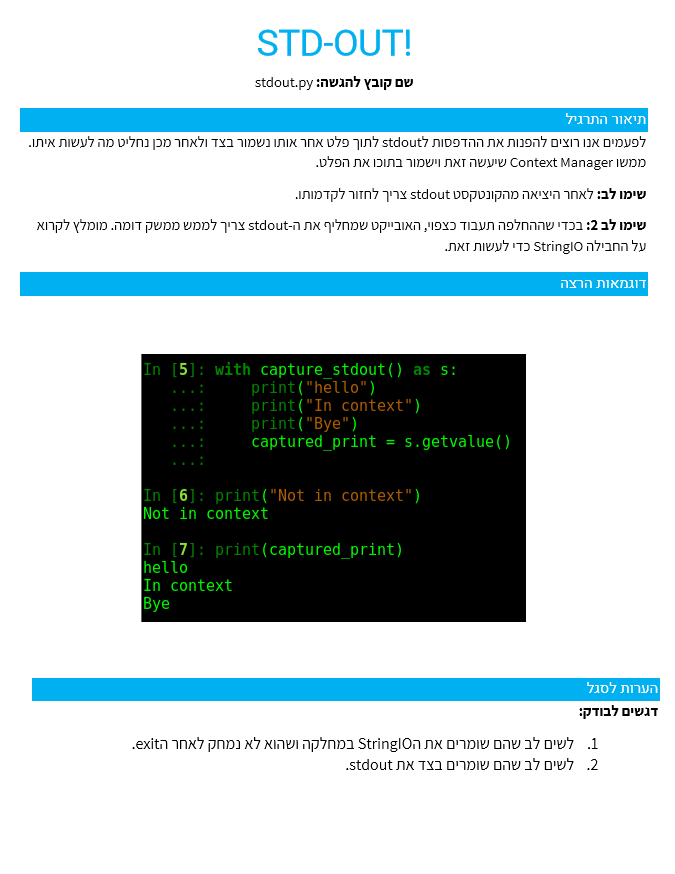 STD-OUT!
שם קובץ להגשה: stdout.py
תיאור התרגיל
לפעמים אנו רוצים להפנות את ההדפסות לstdout לתוך פלט אחר אותו נשמור בצד ולאחר מכן נחליט מה לעשות איתו.
ממשו Context Manager שיעשה זאת וישמור בתוכו את הפלט.
שימו לב: לאחר היציאה מהקונטקסט stdout צריך לחזור לקדמותו.
שימו לב 2: בכדי שההחלפה תעבוד כצפוי, האובייקט שמחליף את ה-stdout צריך לממש ממשק דומה. מומלץ לקרוא
על החבילה StringIO כדי לעשות זאת.
דוגמאות הרצה
In [5]: with capture_stdout() as s:
   ...:     print("hello")
   ...:     print("In context")
   ...:     print("Bye")
   ...:     captured_print = s.getvalue()
   ...:
In [6]: print("Not in context")
Not in context
In [7]: print(captured_print)
hello
In context
Bye
הערות לסגל
דגשים לבודק:
1. לשים לב שהם שומרים את הStringIO במחלקה ושהוא לא נמחק לאחר הexit.
2. לשים לב שהם שומרים בצד את stdout.